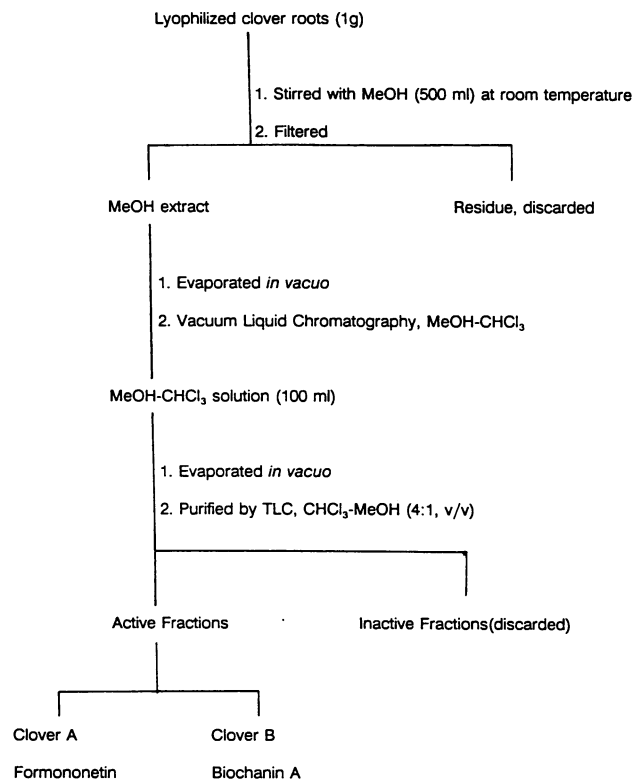 Lyophilized clover roots (1g)
1. Stirred with MeOH (500 ml) at room temperature
2. Filtered
MeOH extract
Residue, discarded
1. Evaporated in vacuo
2. Vacuum Liquid Chromatography, MeOH-CHCl₃
MeOH-CHCl₃ solution (100 ml)
1. Evaporated in vacuo
2. Purified by TLC, CHCl₃-MeOH (4:1, v/v)
Active Fractions
Inactive Fractions(discarded)
Clover A
Clover B
Formononetin
Biochanin A